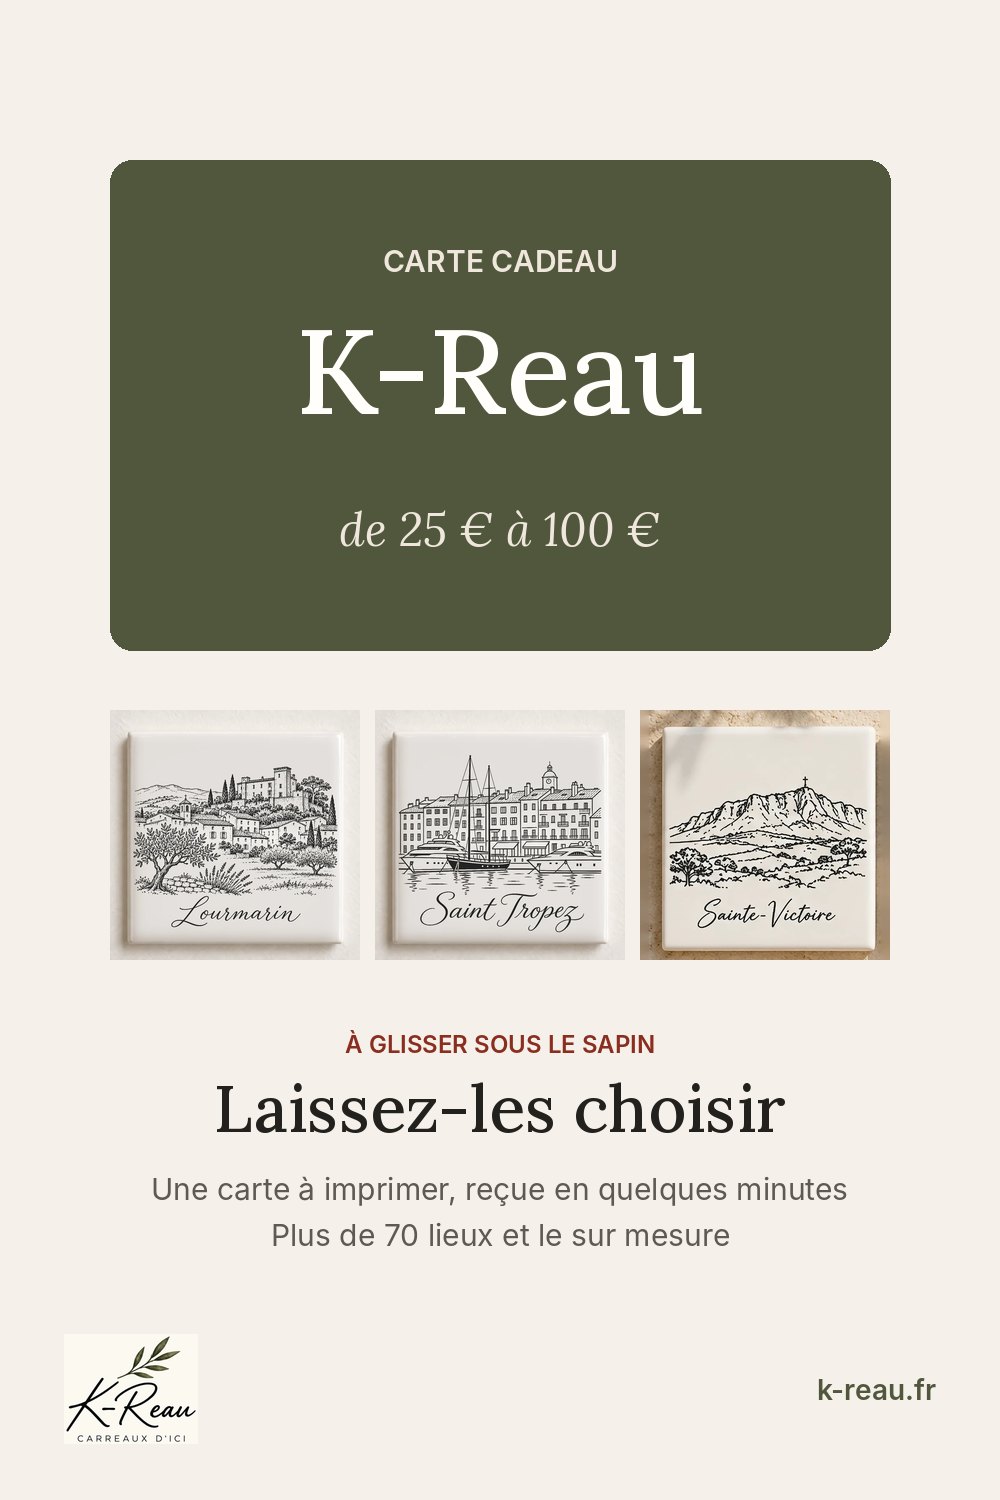 CARTE CADEAU
K-Reau
de 25 € à 100 €
Lourmarin
Saint Tropez
Sainte-Victoire
À GLISSER SOUS LE SAPIN
Laissez-les choisir
Une carte à imprimer, reçue en quelques minutes
Plus de 70 lieux et le sur mesure
K-Reau
CARREAUX D'ICI
k-reau.fr